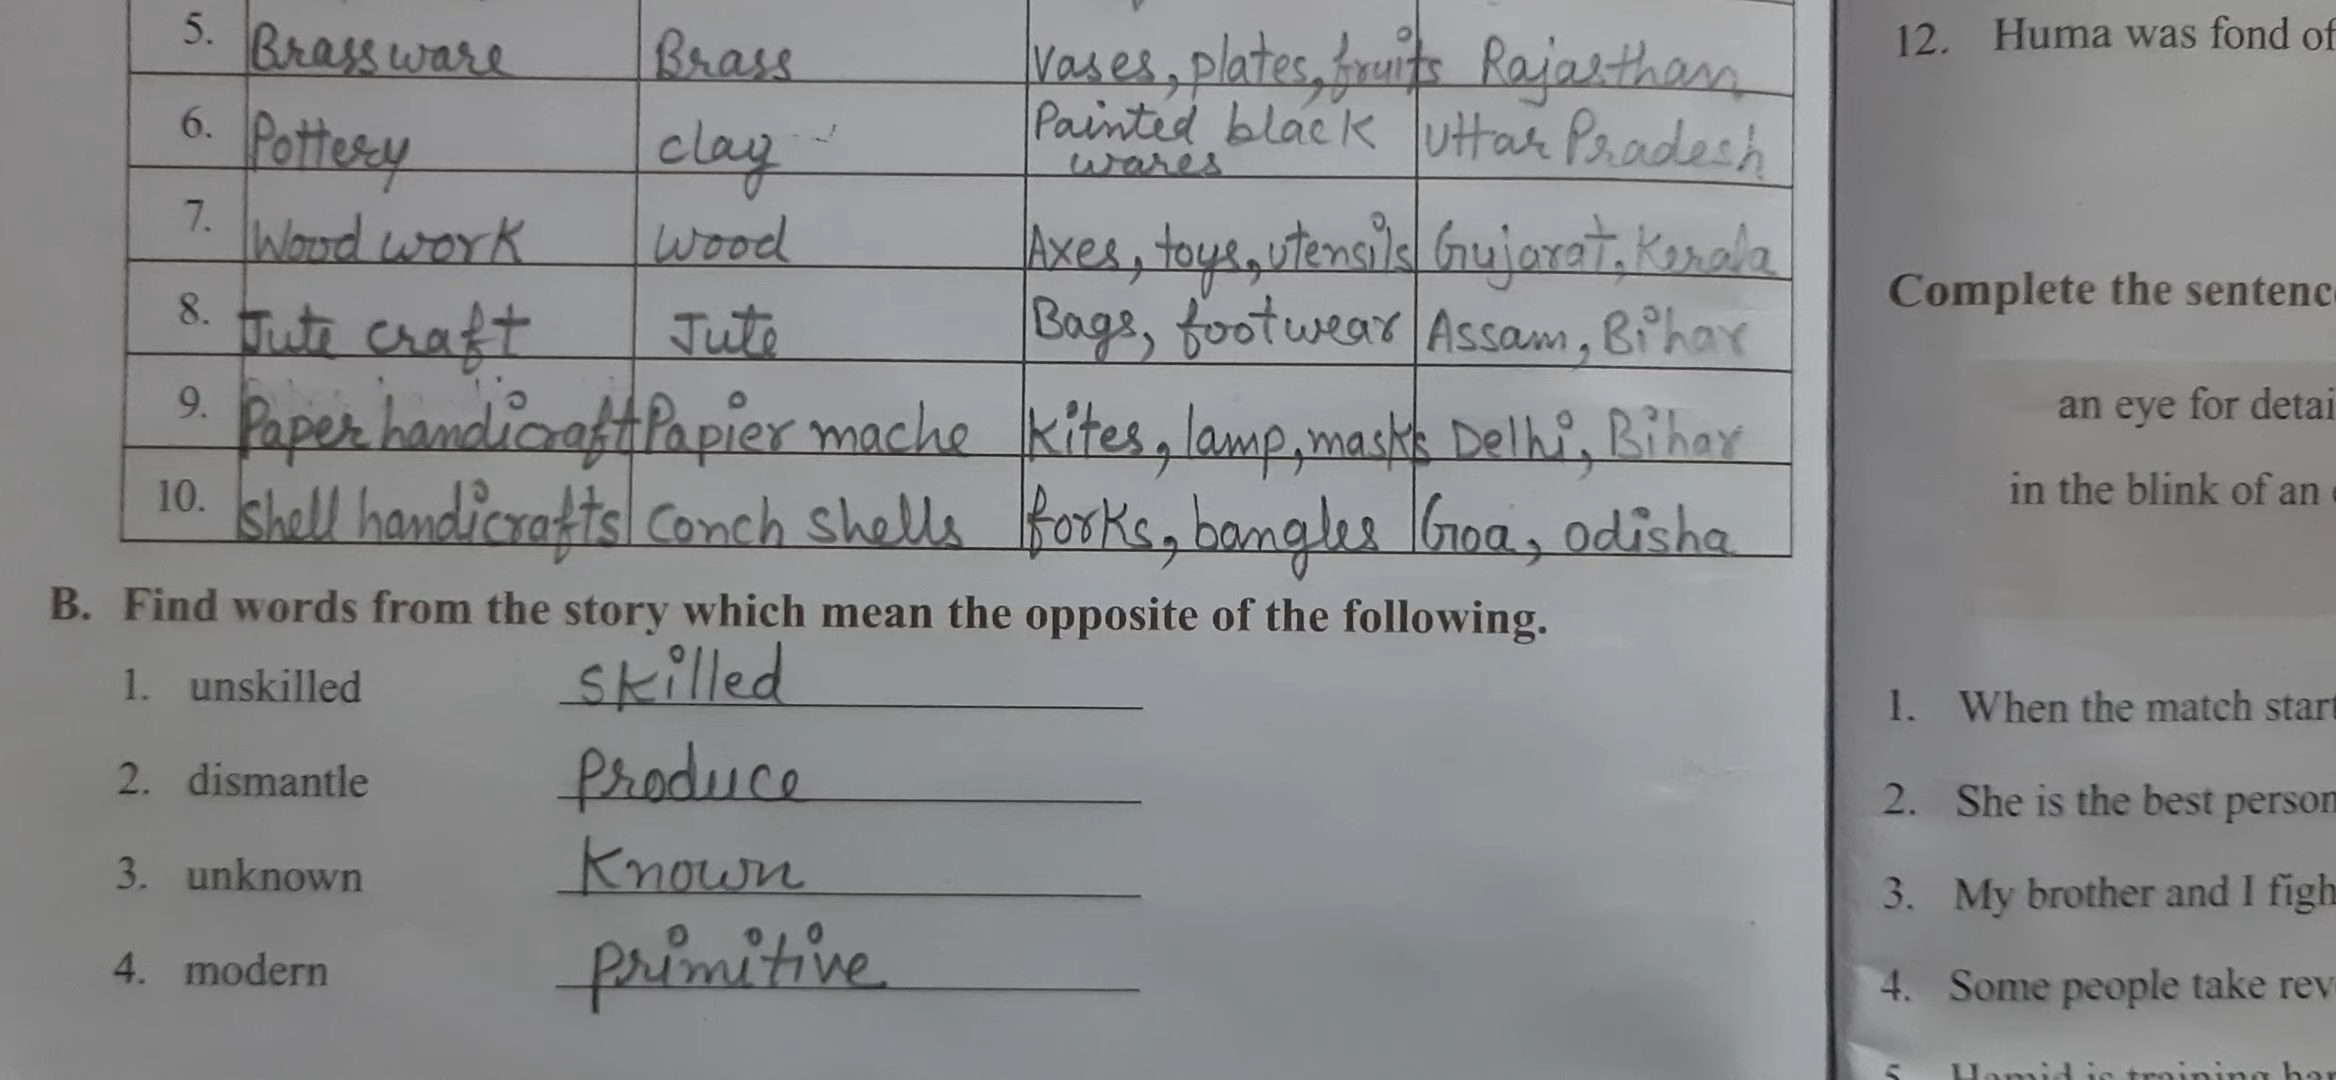 5. Brassware Brass Vases, plates, fruits Rajasthan
6. Pottery clay Painted black wares Uttar Pradesh
7. Wood work Wood Axes, toys, utensils Gujarat, Kerala
8. Jute craft Jute Bags, footwear Assam, Bihar
9. Paper handicraft Papier mache Kites, lamp, masks Delhi, Bihar
10. Shell handicrafts Conch shells forks, bangles Goa, odisha
B. Find words from the story which mean the opposite of the following.
1. unskilled skilled
2. dismantle Produce
3. unknown Known
4. modern primitive
12. Huma was fond of
Complete the sentenc
an eye for detai
in the blink of an
1. When the match start
2. She is the best person
3. My brother and I figh
4. Some people take rev